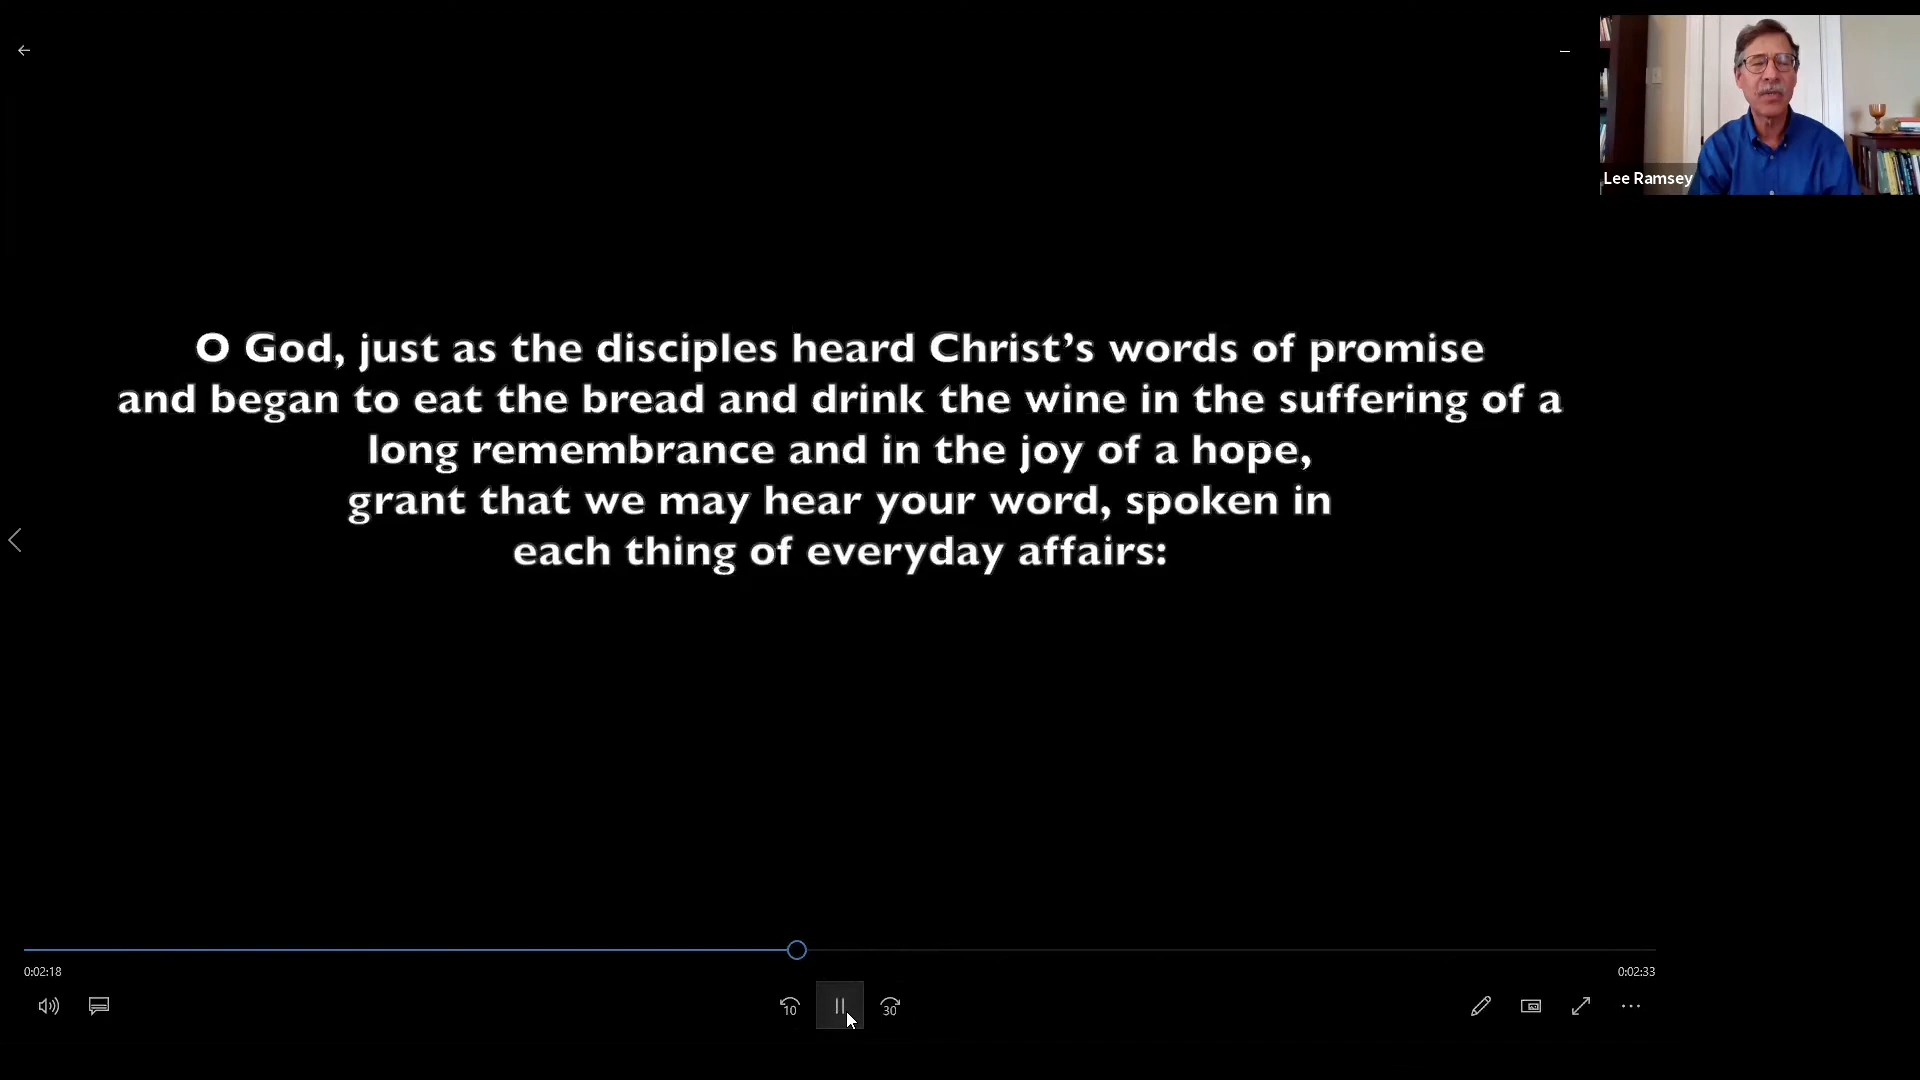 Lee Ramsey
O God, just as the disciples heard Christ’s words of promise
and began to eat the bread and drink the wine in the suffering of a
long remembrance and in the joy of a hope,
grant that we may hear your word, spoken in
each thing of everyday affairs:
0:02:18
0:02:33
10
30